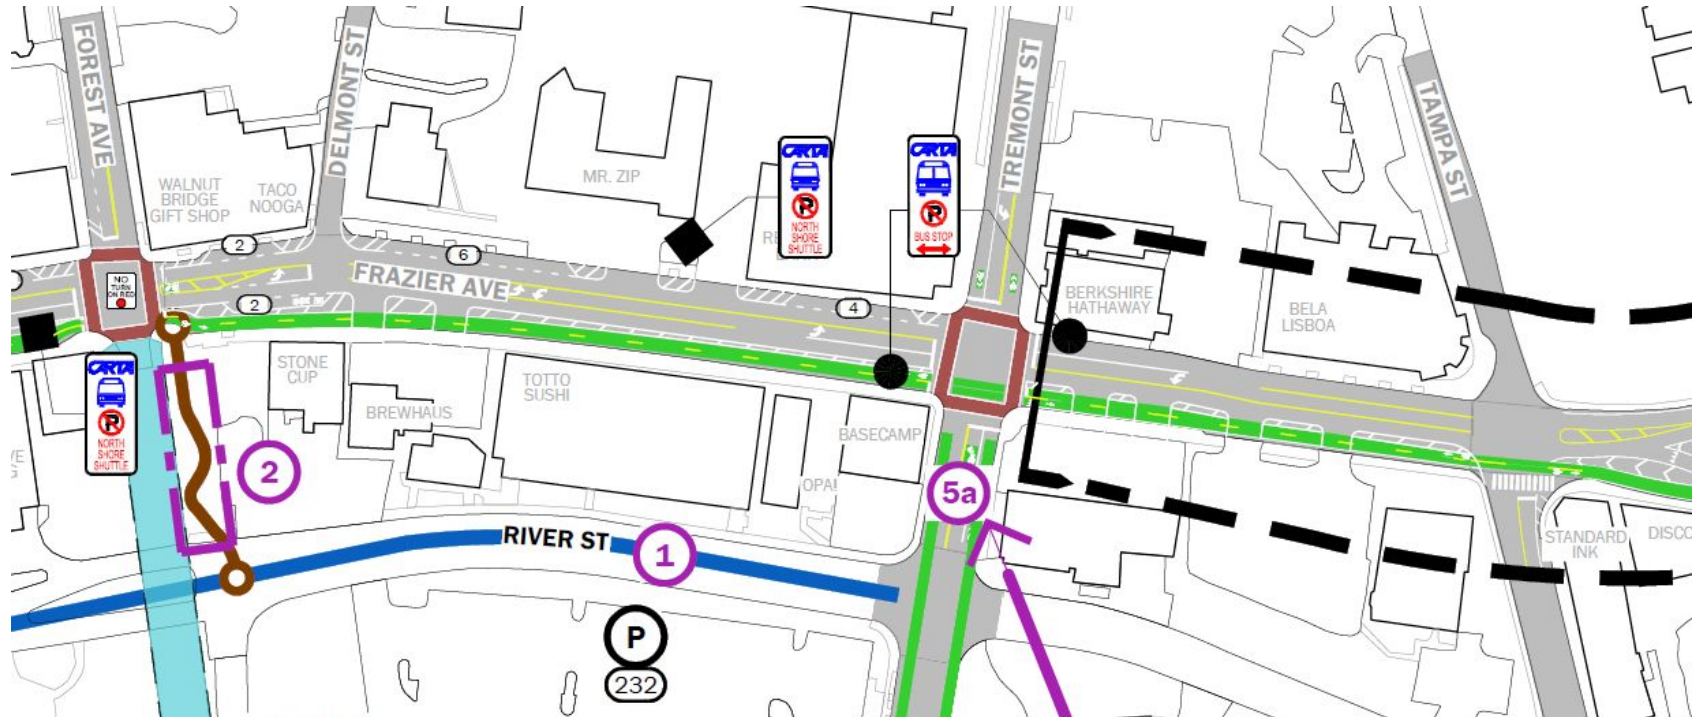 FOREST AVE
DELMONT ST
TREMONT ST
TAMPA ST
WALNUT
BRIDGE
GIFT SHOP
TACO
NOOGA
MR. ZIP
CARTA
P
NORTH
SHORE
SHUTTLE
CARTA
P
BUS STOP
2
6
4
2
FRAZIER AVE
NO
TURN
ON RED
BERKSHIRE
HATHAWAY
BELA
LISBOA
CARTA
P
NORTH
SHORE
SHUTTLE
STONE
CUP
BREWHAUS
TOTTO
SUSHI
BASECAMP
OPA!
2
5a
RIVER ST
1
STANDARD
INK
DISCO
P
232